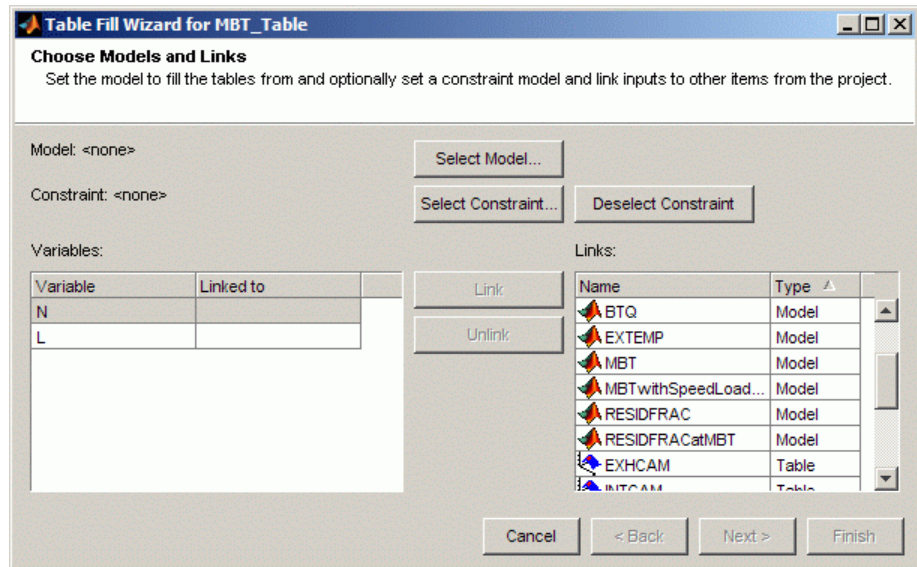 Table Fill Wizard for MBT_Table
Choose Models and Links
Set the model to fill the tables from and optionally set a constraint model and link inputs to other items from the project.
Model: <none>
Select Model...
Constraint: <none>
Select Constraint...
Deselect Constraint
Variables:
Links:
Variable Linked to
N
L
Link
Unlink
Name Type
BTQ Model
EXTEMP Model
MBT Model
MBTwithSpeedLoad... Model
RESIDFRAC Model
RESIDFRACatMBT Model
EXHCAM Table
INTCAM Table
Cancel
< Back
Next >
Finish